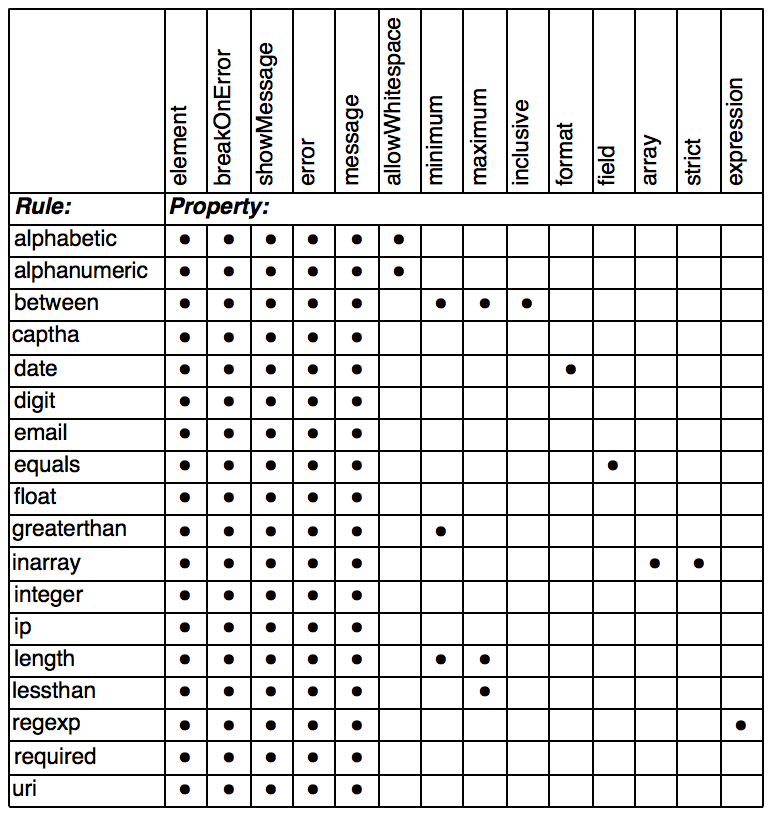 element breakOnError showMessage error message allowWhitespace minimum maximum inclusive format field array strict expression
Rule: Property:
alphabetic ● ● ● ● ● ●
alphanumeric ● ● ● ● ● ●
between ● ● ● ● ● ● ● ●
captha ● ● ● ● ●
date ● ● ● ● ● ●
digit ● ● ● ● ●
email ● ● ● ● ●
equals ● ● ● ● ● ●
float ● ● ● ● ●
greaterthan ● ● ● ● ● ●
inarray ● ● ● ● ● ● ●
integer ● ● ● ● ●
ip ● ● ● ● ●
length ● ● ● ● ● ● ●
lessthan ● ● ● ● ● ●
regexp ● ● ● ● ● ●
required ● ● ● ● ●
uri ● ● ● ● ●